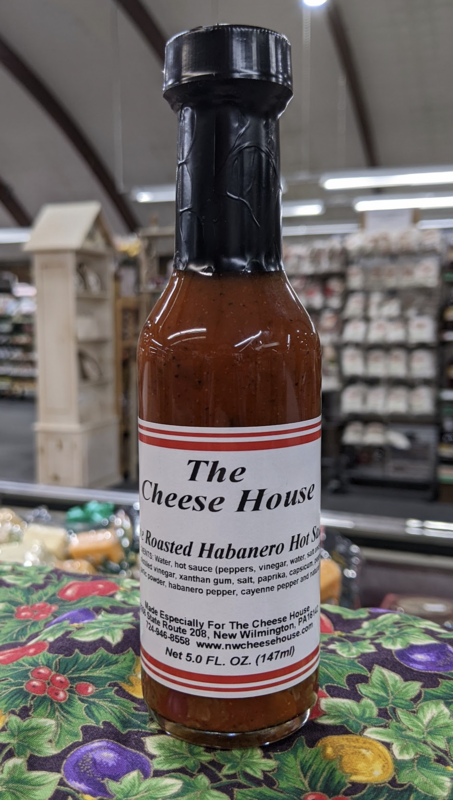 The
Cheese House
Roasted Habanero Hot
Water, hot sauce (peppers, vinegar, water,
vinegar, xanthan gum, salt, paprika, capsicum,
powder, habanero pepper, cayenne pepper and
Made Especially For The Cheese House
State Route 208, New Wilmington, PA
724-946-8558 www.nwcheesehouse.com
Net 5.0 FL. OZ. (147ml)